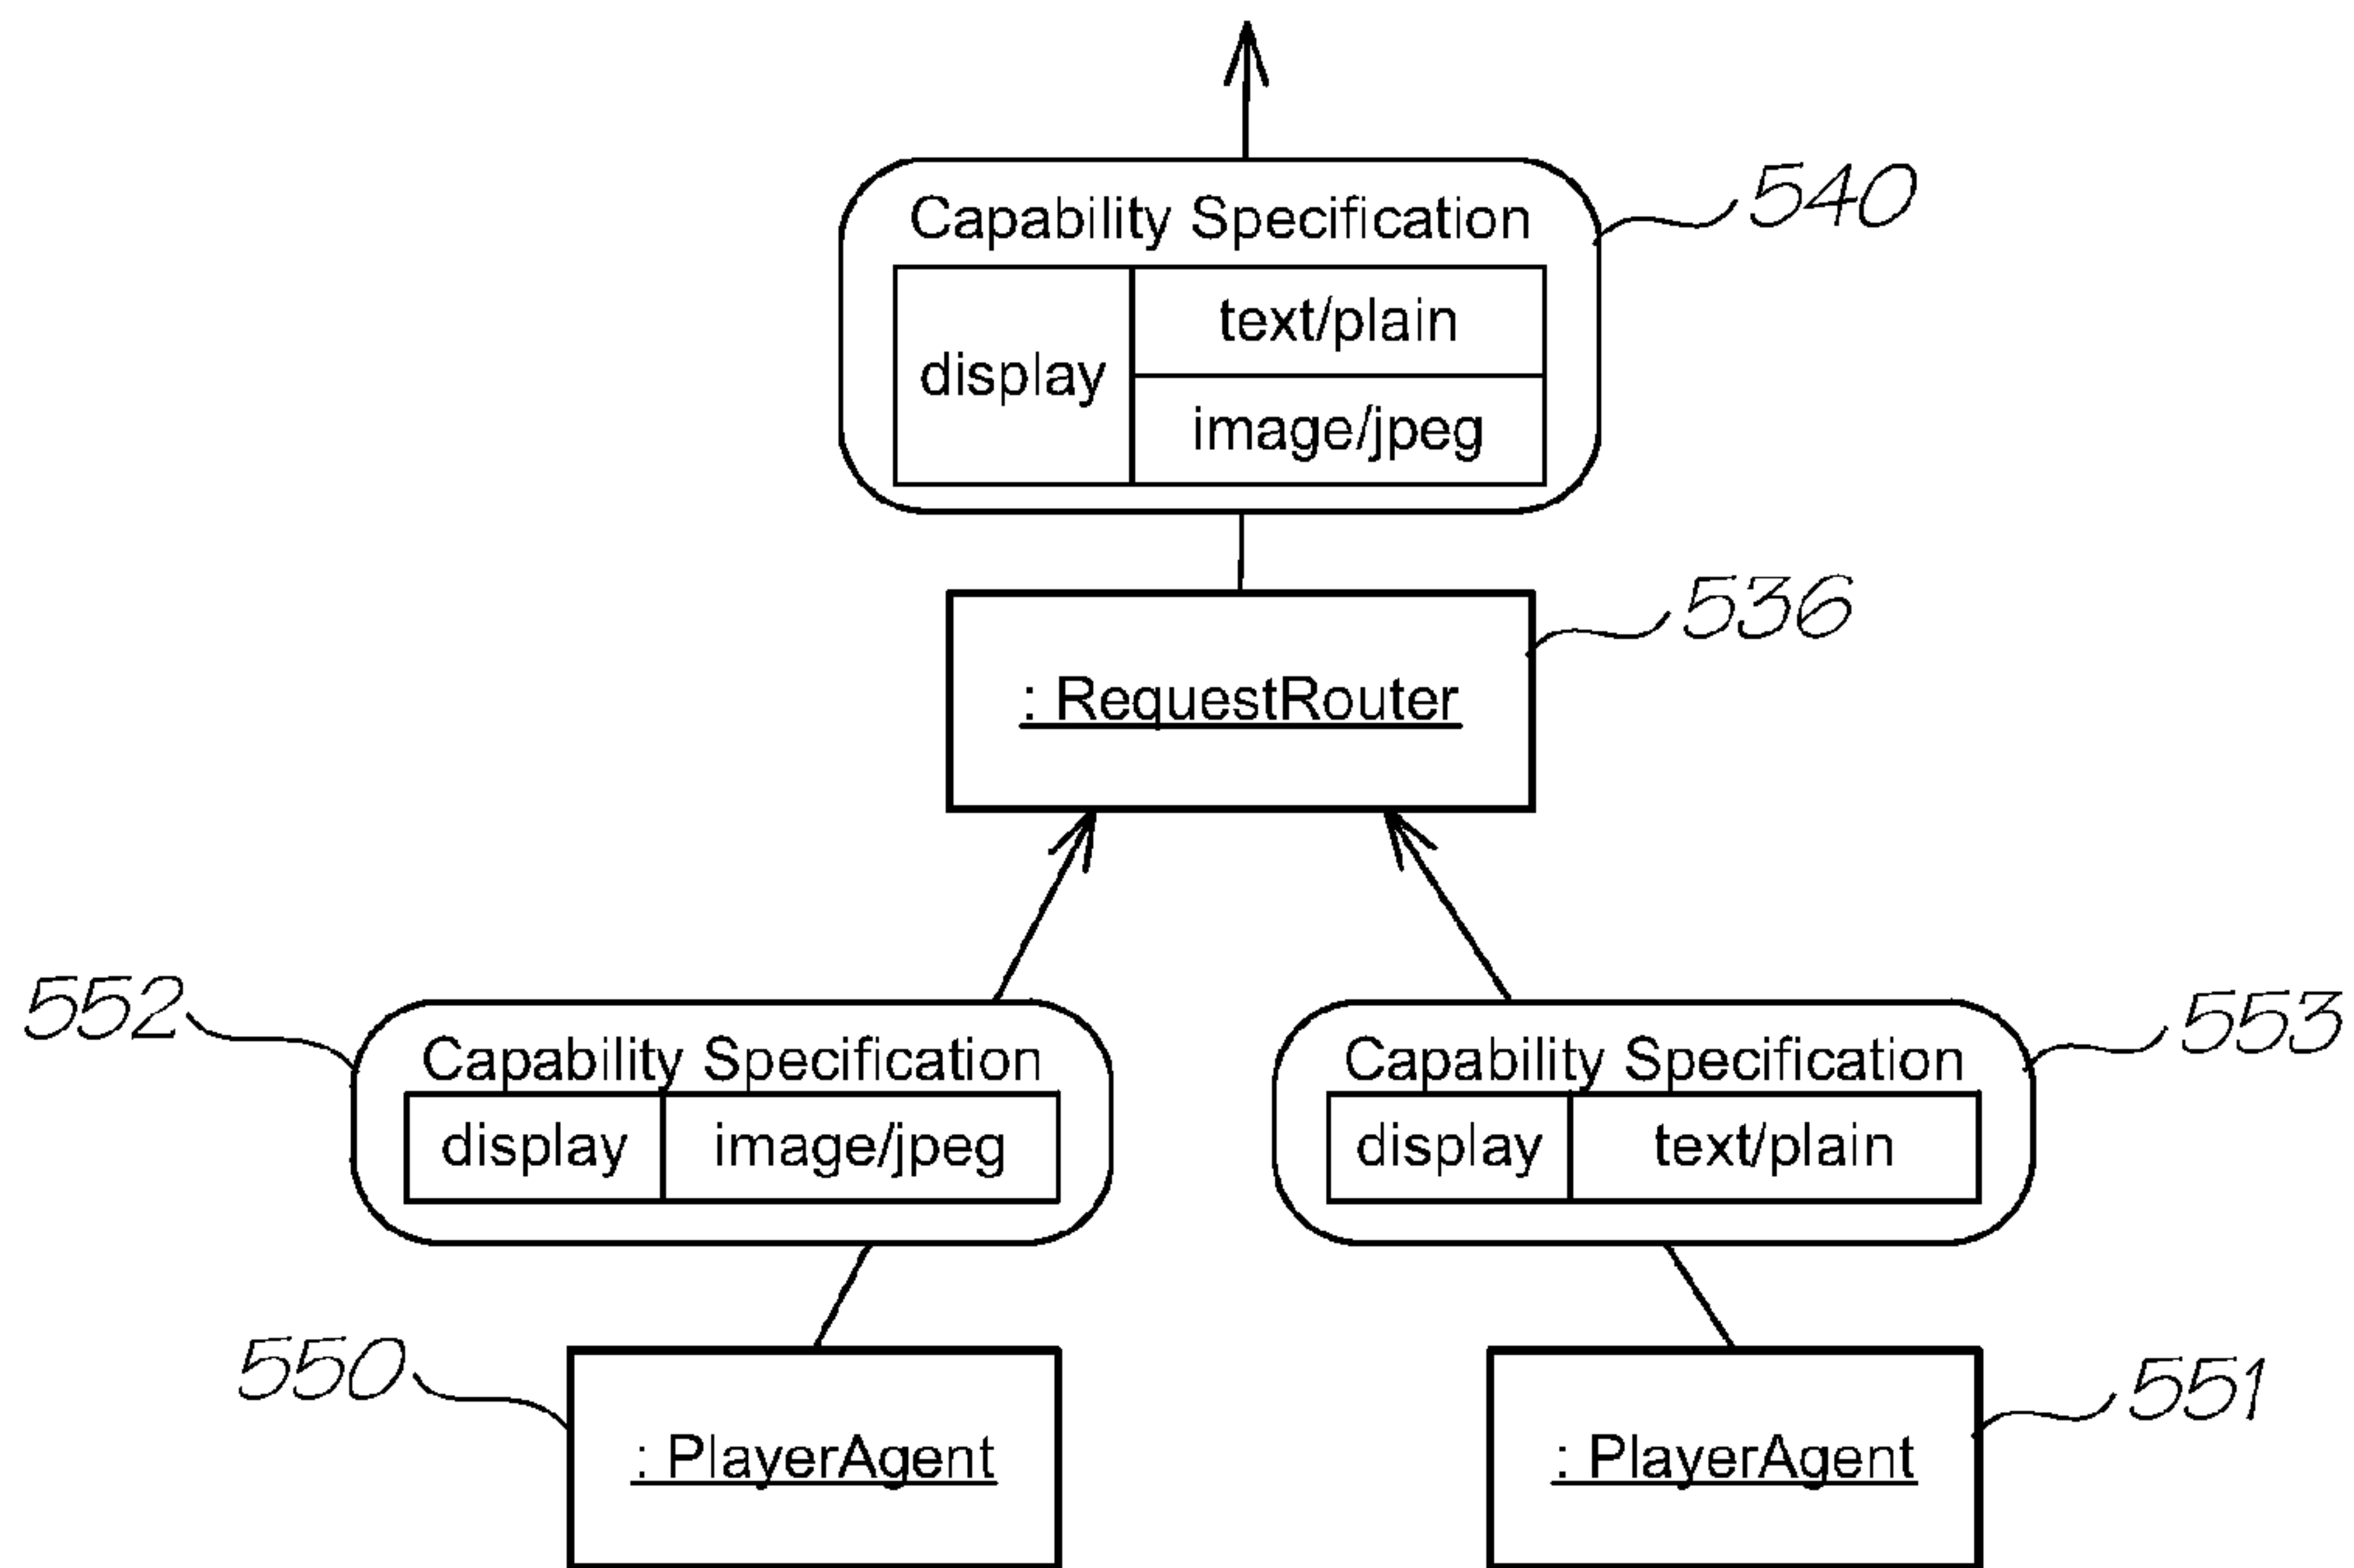 Capability Specification
540
text/plain
display
image/jpeg
536
: RequestRouter
552
553
Capability Specification
Capability Specification
display
image/jpeg
display
text/plain
550
551
: PlayerAgent
: PlayerAgent